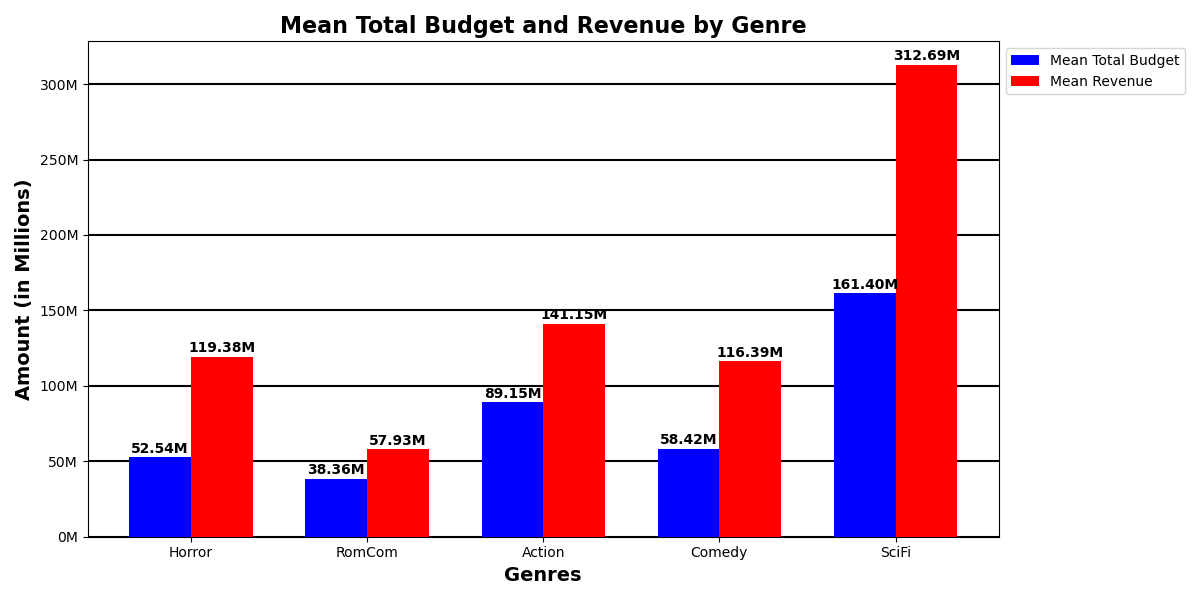 Mean Total Budget and Revenue by Genre
Mean Total Budget
Mean Revenue
Amount (in Millions)
300M
250M
200M
150M
100M
50M
0M
52.54M
119.38M
38.36M
57.93M
89.15M
141.15M
58.42M
116.39M
161.40M
312.69M
Horror
RomCom
Action
Comedy
SciFi
Genres